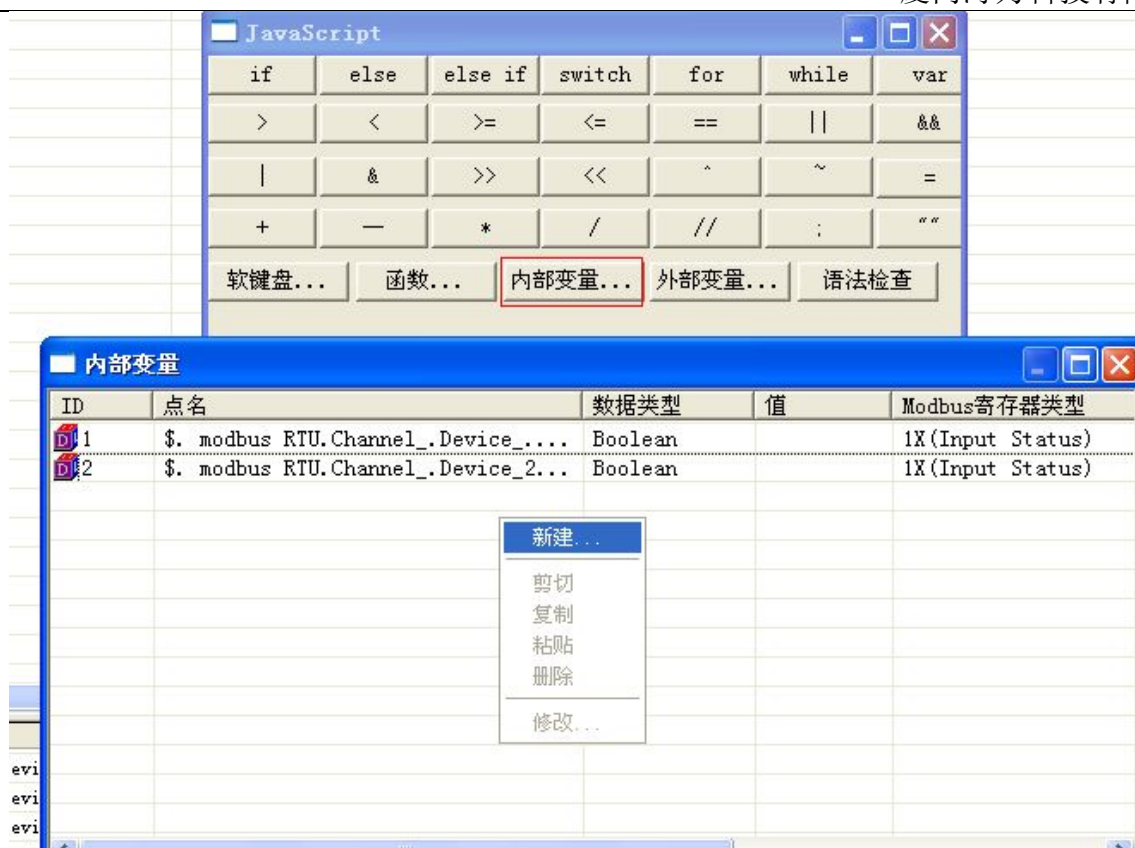 JavaScript
if else else if switch for while var
> < >= <= == || &&
| & >> << ^ ~ =
+ — * / // ; ""
软键盘... 函数... 内部变量... 外部变量... 语法检查
内部变量
ID 点名 数据类型 值 Modbus寄存器类型
1 $. modbus RTU.Channel_.Device_.... Boolean 1X(Input Status)
2 $. modbus RTU.Channel_.Device_2... Boolean 1X(Input Status)
新建...
剪切
复制
粘贴
删除
修改...
evi
evi
evi